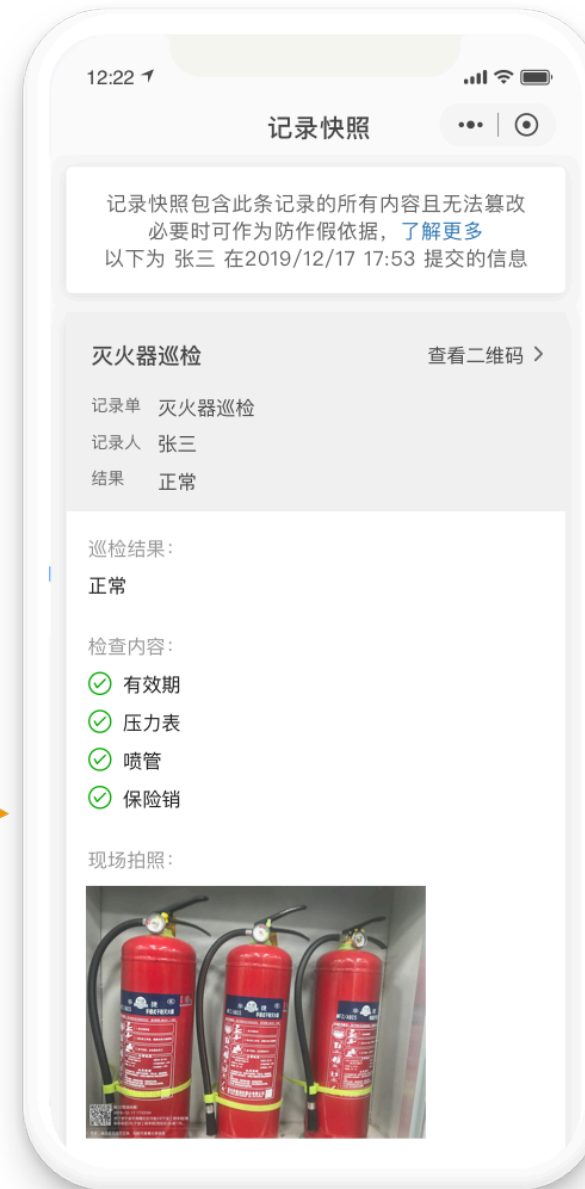 12:22
记录快照
记录快照包含此条记录的所有内容且无法篡改
必要时可作为防作假依据，了解更多
以下为 张三 在2019/12/17 17:53 提交的信息
灭火器巡检
查看二维码
记录单 灭火器巡检
记录人 张三
结果 正常
巡检结果：
正常
检查内容：
有效期
压力表
喷管
保险销
现场拍照：